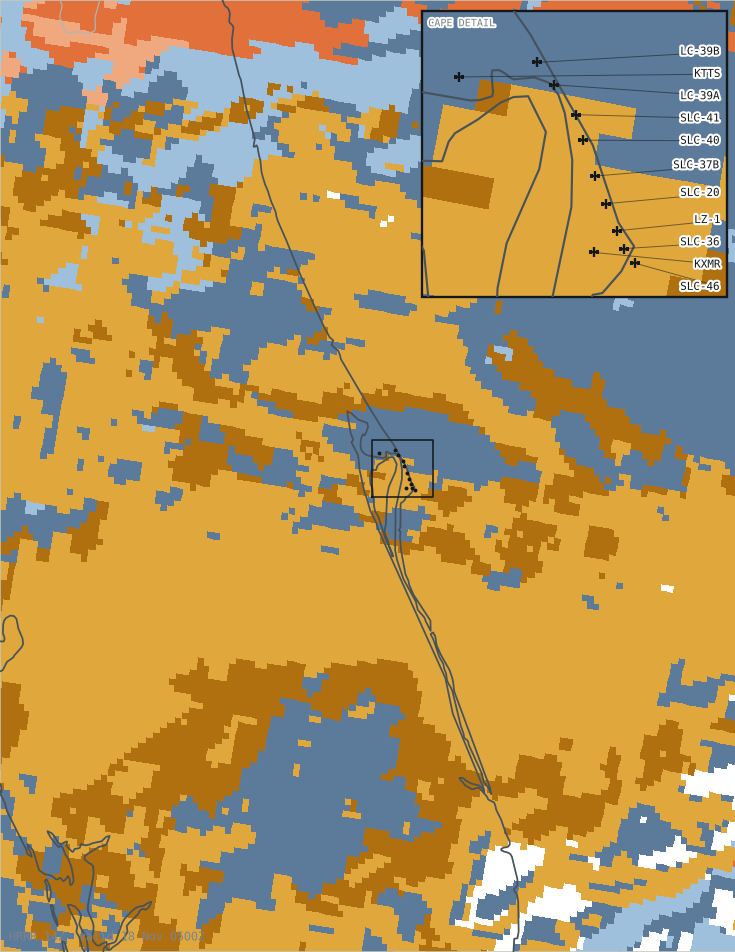 CAPE DETAIL
LC-39B
KTTS
LC-39A
SLC-41
SLC-40
SLC-37B
SLC-20
LZ-1
SLC-36
KXMR
SLC-46